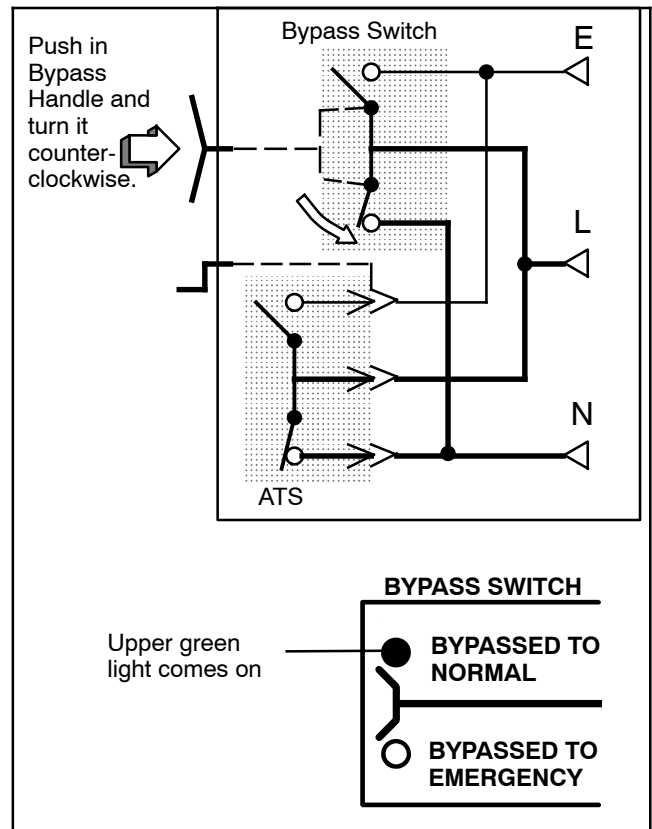 Push in
Bypass
Handle and
turn it
counter-
clockwise.
Bypass Switch
E
L
N
ATS
BYPASS SWITCH
Upper green
light comes on
BYPASSED TO
NORMAL
BYPASSED TO
EMERGENCY